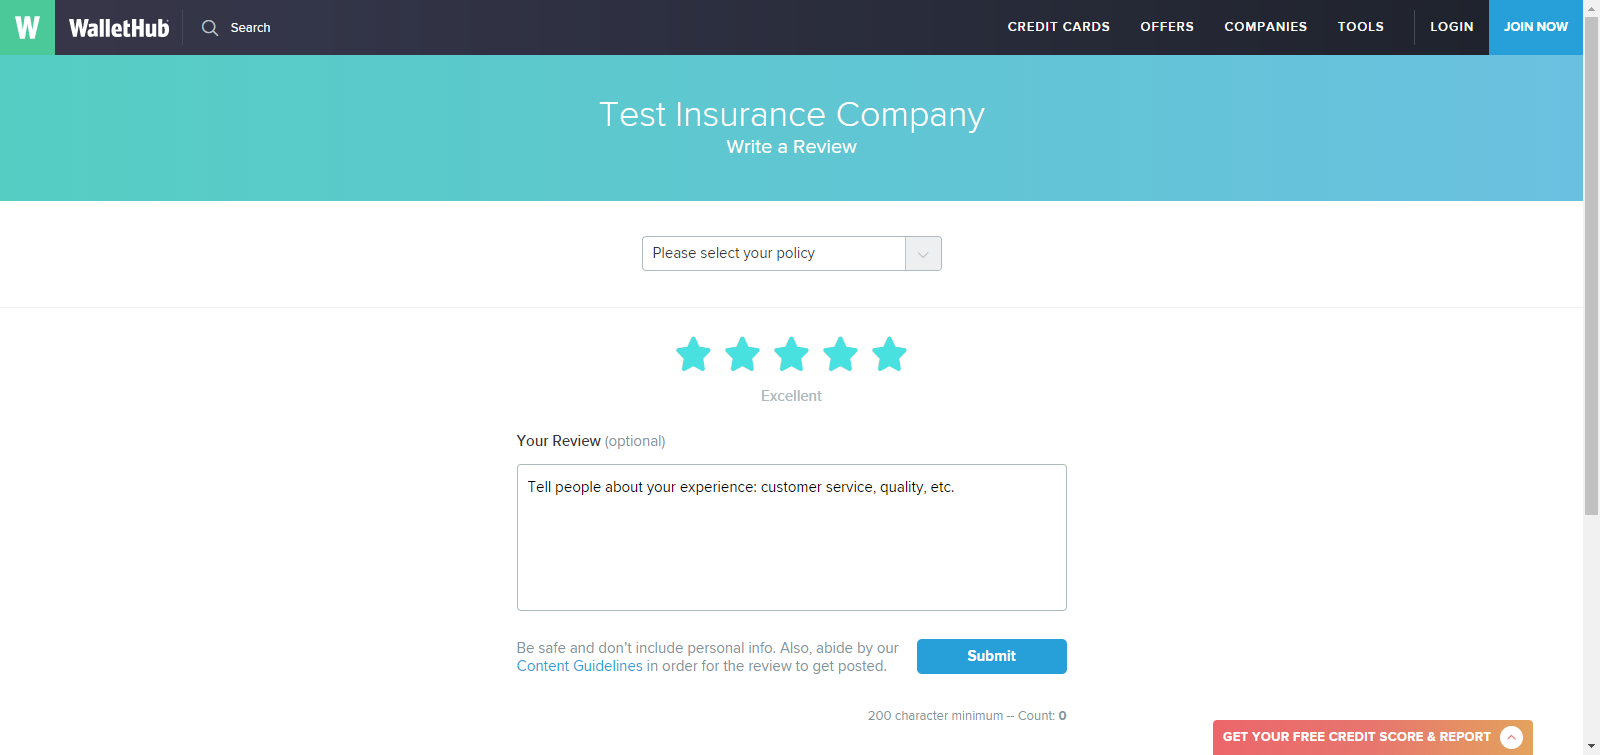 W WalletHub Search CREDIT CARDS OFFERS COMPANIES TOOLS LOGIN JOIN NOW
Test Insurance Company
Write a Review
Please select your policy
Excellent
Your Review (optional)
Tell people about your experience: customer service, quality, etc.
Be safe and don’t include personal info. Also, abide by our
Content Guidelines in order for the review to get posted.
Submit
200 character minimum -- Count: 0
GET YOUR FREE CREDIT SCORE & REPORT